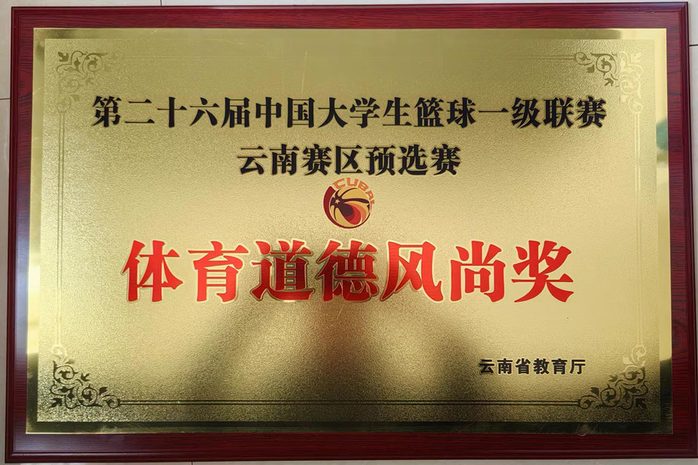 第二十六届中国大学生篮球一级联赛
云南赛区预选赛
CUBAL
体育道德风尚奖
云南省教育厅